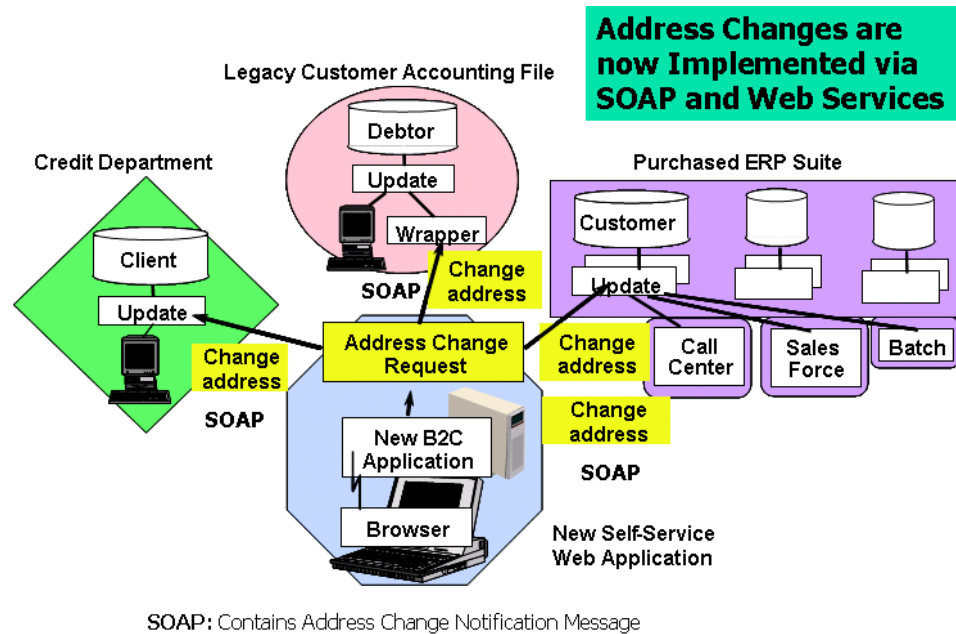 Address Changes are
now Implemented via
SOAP and Web Services
Legacy Customer Accounting File
Debtor
Update
Wrapper
Credit Department
Client
Update
Purchased ERP Suite
Customer
Update
Call
Center
Sales
Force
Batch
SOAP
Change
address
Address Change
Request
Change
address
SOAP
Change
address
Change
address
SOAP
New B2C
Application
Browser
New Self-Service
Web Application
SOAP: Contains Address Change Notification Message